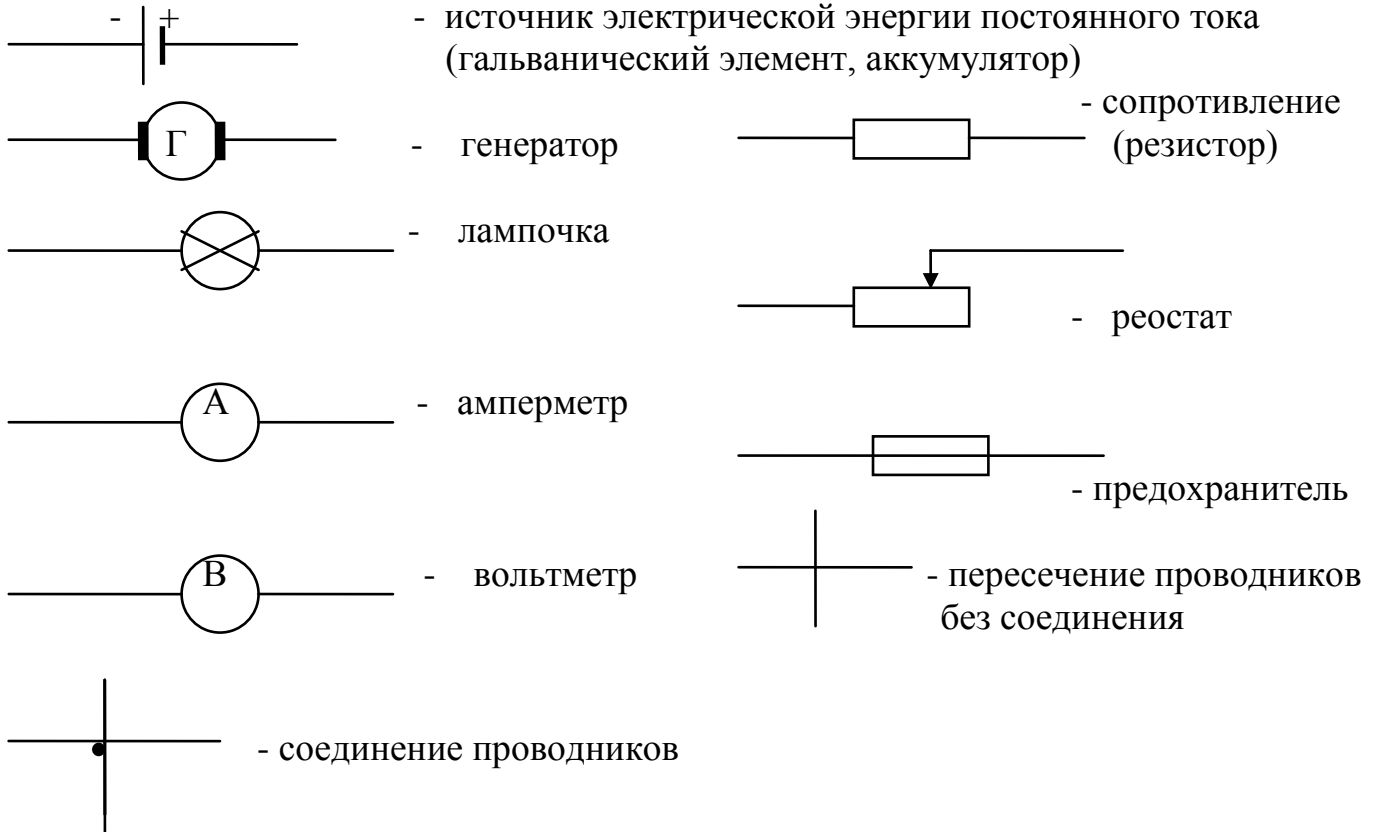 - + - источник электрической энергии постоянного тока
(гальванический элемент, аккумулятор)
Г - генератор
- сопротивление
(резистор)
- лампочка
- реостат
А - амперметр
- предохранитель
В - вольтметр
- пересечение проводников
без соединения
- соединение проводников